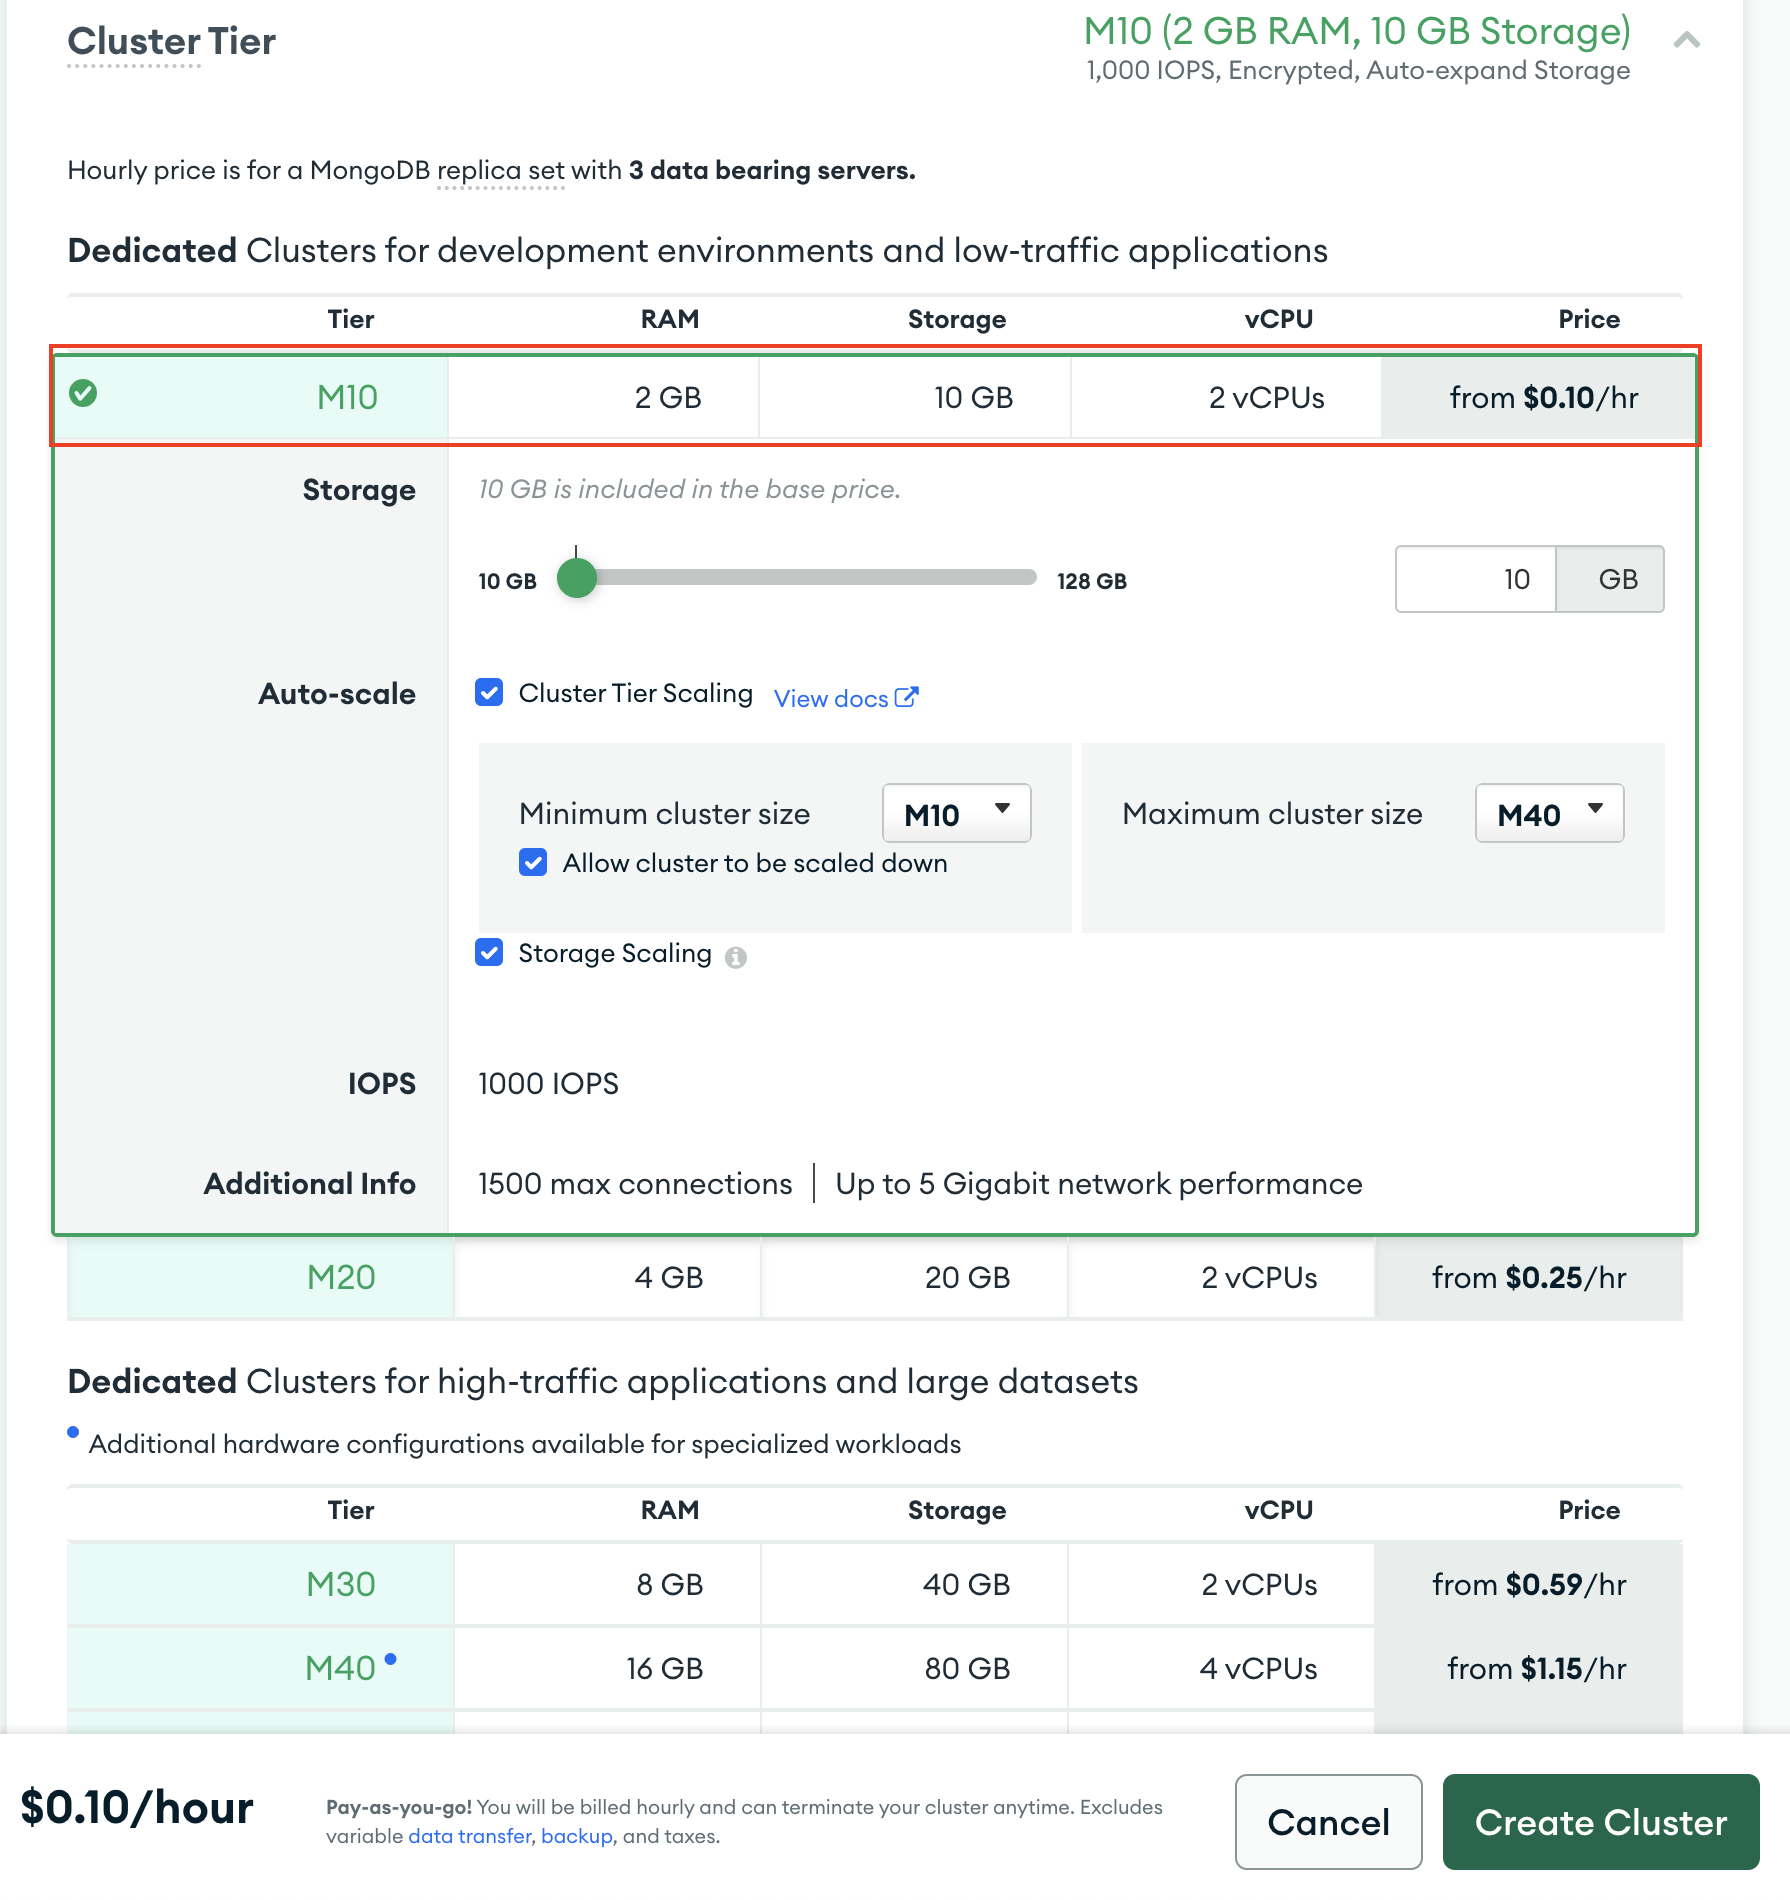 Cluster Tier
M10 (2 GB RAM, 10 GB Storage)
1,000 IOPS, Encrypted, Auto-expand Storage
Hourly price is for a MongoDB replica set with 3 data bearing servers.
Dedicated Clusters for development environments and low-traffic applications
Tier RAM Storage vCPU Price
M10 2 GB 10 GB 2 vCPUs from $0.10/hr
Storage 10 GB is included in the base price.
10 GB 128 GB 10 GB
Auto-scale Cluster Tier Scaling View docs
Minimum cluster size M10 Maximum cluster size M40
Allow cluster to be scaled down
Storage Scaling
IOPS 1000 IOPS
Additional Info 1500 max connections Up to 5 Gigabit network performance
M20 4 GB 20 GB 2 vCPUs from $0.25/hr
Dedicated Clusters for high-traffic applications and large datasets
Additional hardware configurations available for specialized workloads
Tier RAM Storage vCPU Price
M30 8 GB 40 GB 2 vCPUs from $0.59/hr
M40 16 GB 80 GB 4 vCPUs from $1.15/hr
$0.10/hour
Pay-as-you-go! You will be billed hourly and can terminate your cluster anytime. Excludes
variable data transfer, backup, and taxes.
Cancel Create Cluster